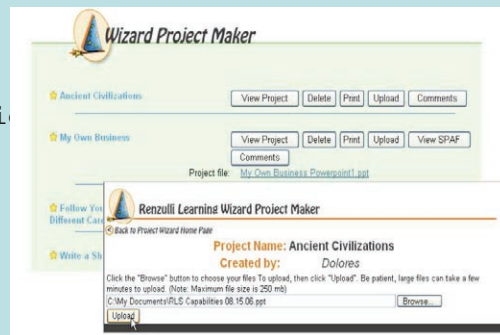 Wizard Project Maker
Ancient Civilizations
View Project Delete Print Upload Comments
My Own Business
View Project Delete Print Upload View SPAF
Comments
Project file: My Own Business Powerpoint1.ppt
Follow You
Different Care
Write a Sh
Renzulli Learning Wizard Project Maker
Back to Project Wizard Home Page
Project Name: Ancient Civilizations
Created by: Dolores
Click the "Browse" button to choose your files To upload, then click "Upload". Be patient, large files can take a few
minutes to upload. (Note: Maximum file size is 250 mb)
C:\My Documents\RLS Capabilities 08.15.06.ppt Browse...
Upload